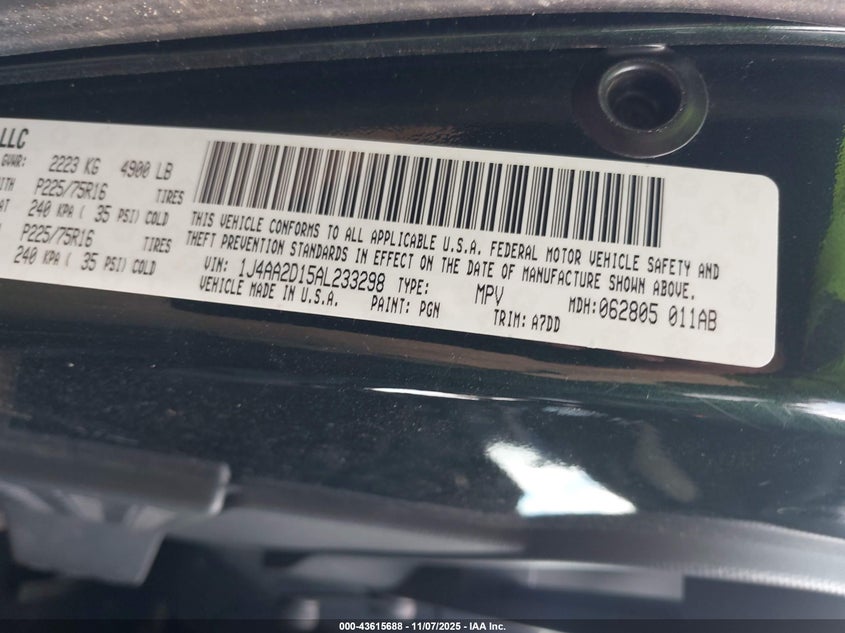 LLC
GVWR: 2223 KG 4900 LB
ITH P225/75R16 TIRES
AT 240 KPA ( 35 PSI) COLD
P225/75R16 TIRES
240 KPA ( 35 PSI) COLD
THIS VEHICLE CONFORMS TO ALL APPLICABLE U.S.A. FEDERAL MOTOR VEHICLE SAFETY AND
THEFT PREVENTION STANDARDS IN EFFECT ON THE DATE OF MANUFACTURE SHOWN ABOVE.
VIN: 1J4AA2D15AL233298 TYPE: MPV MDH:062805 011AB
VEHICLE MADE IN U.S.A. PAINT: PGN TRIM: A7DD
000-43615688 - 11/07/2025 - IAA Inc.